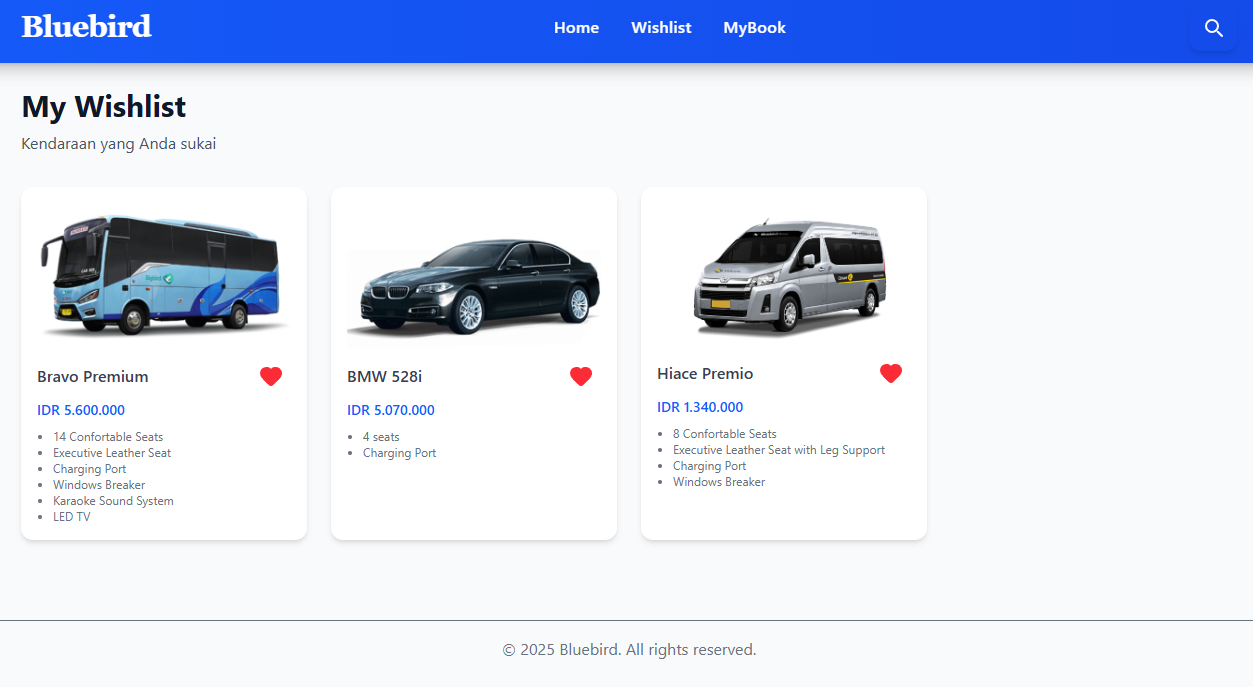 Bluebird
Home
Wishlist
MyBook
My Wishlist
Kendaraan yang Anda sukai
Bravo Premium
IDR 5.600.000
14 Confortable Seats
Executive Leather Seat
Charging Port
Windows Breaker
Karaoke Sound System
LED TV
BMW 528i
IDR 5.070.000
4 seats
Charging Port
Hiace Premio
IDR 1.340.000
8 Confortable Seats
Executive Leather Seat with Leg Support
Charging Port
Windows Breaker
© 2025 Bluebird. All rights reserved.